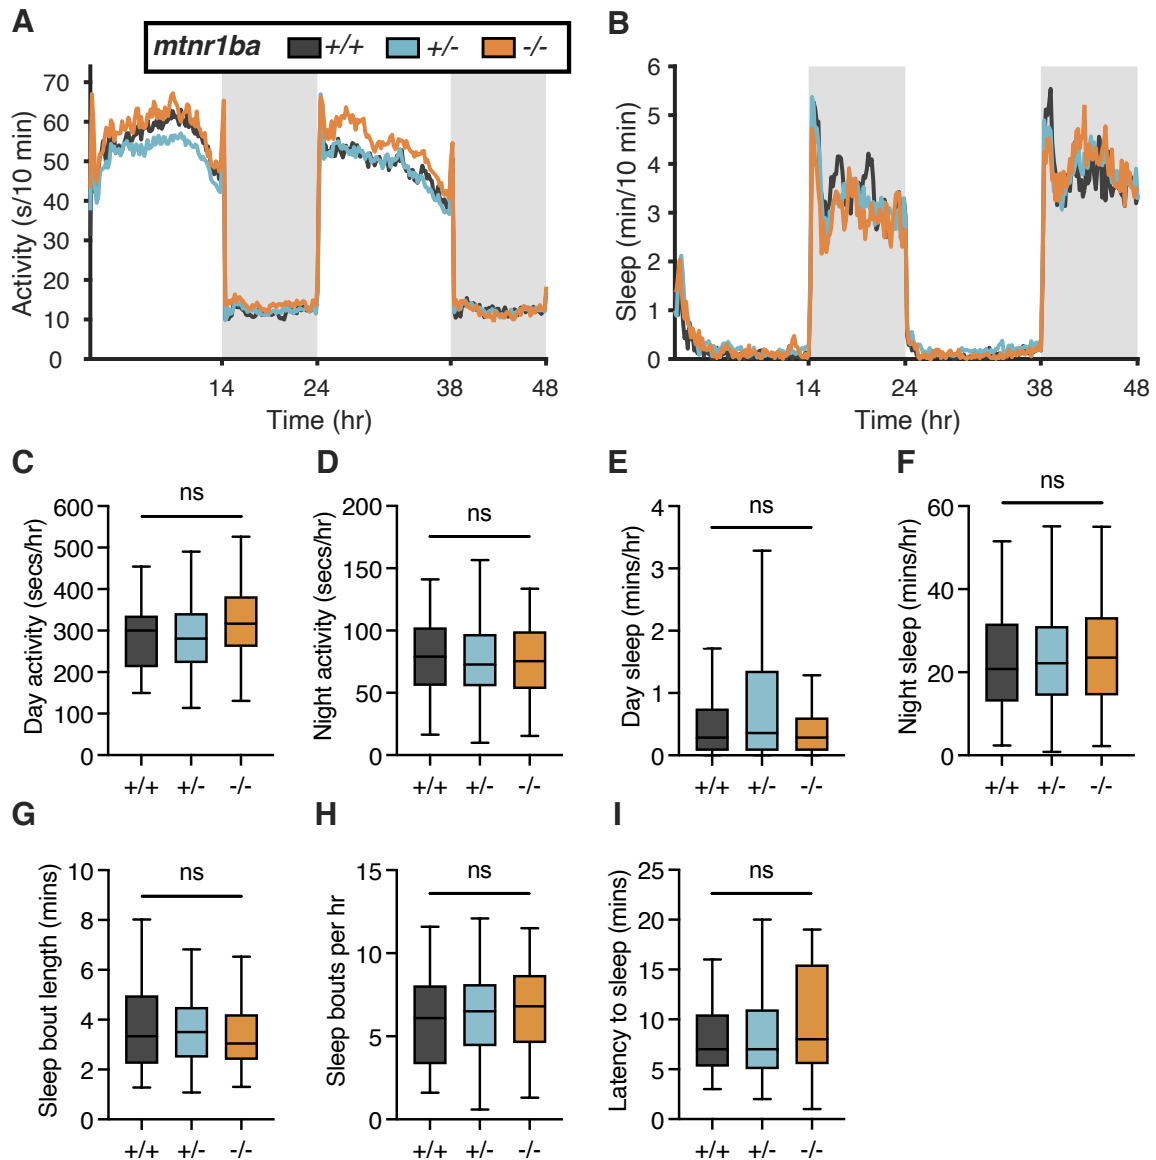 A
mtnr1ba +/+ +/- -/-
Activity (s/10 min)
70
60
50
40
30
20
10
0
14 24 38 48
Time (hr)
B
Sleep (min/10 min)
6
5
4
3
2
1
0
14 24 38 48
Time (hr)
C
Day activity (secs/hr)
600
500
400
300
200
100
0
ns
+/+ +/- -/-
D
Night activity (secs/hr)
200
150
100
50
0
ns
+/+ +/- -/-
E
Day sleep (mins/hr)
4
3
2
1
0
ns
+/+ +/- -/-
F
Night sleep (mins/hr)
60
40
20
0
ns
+/+ +/- -/-
G
Sleep bout length (mins)
10
8
6
4
2
0
ns
+/+ +/- -/-
H
Sleep bouts per hr
15
10
5
0
ns
+/+ +/- -/-
I
Latency to sleep (mins)
25
20
15
10
5
0
ns
+/+ +/- -/-